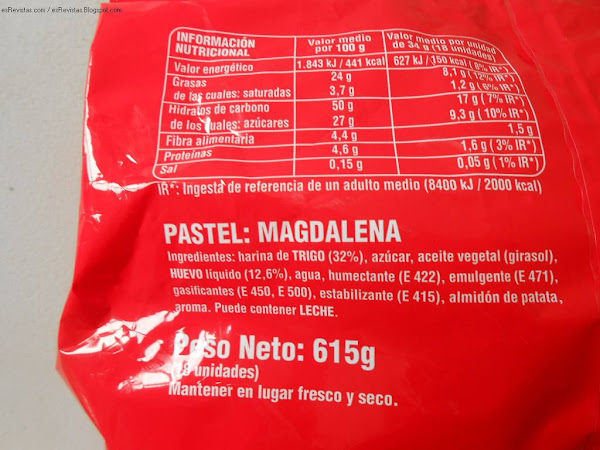 esRevistas.com / esRevistas.Blogspot.com
INFORMACIÓN NUTRICIONAL | Valor medio por 100 g | Valor medio por unidad de 34 g (18 unidades)
Valor energético 1.843 kJ / 441 kcal 627 kJ / 150 kcal (8% IR*)
Grasas 24 g 8,1 g (12% IR*)
de las cuales: saturadas 3,7 g 1,2 g (6% IR*)
Hidratos de carbono 50 g 17 g (7% IR*)
de los cuales: azúcares 27 g 9,3 g (10% IR*)
Fibra alimentaria 4,4 g 1,5 g
Proteínas 4,6 g 1,6 g (3% IR*)
Sal 0,15 g 0,05 g (1% IR*)
IR*: Ingesta de referencia de un adulto medio (8400 kJ / 2000 kcal)
PASTEL: MAGDALENA
Ingredientes: harina de TRIGO (32%), azúcar, aceite vegetal (girasol),
HUEVO líquido (12,6%), agua, humectante (E 422), emulgente (E 471),
gasificantes (E 450, E 500), estabilizante (E 415), almidón de patata,
aroma. Puede contener LECHE.
Peso Neto: 615g
(18 unidades)
Mantener en lugar fresco y seco.